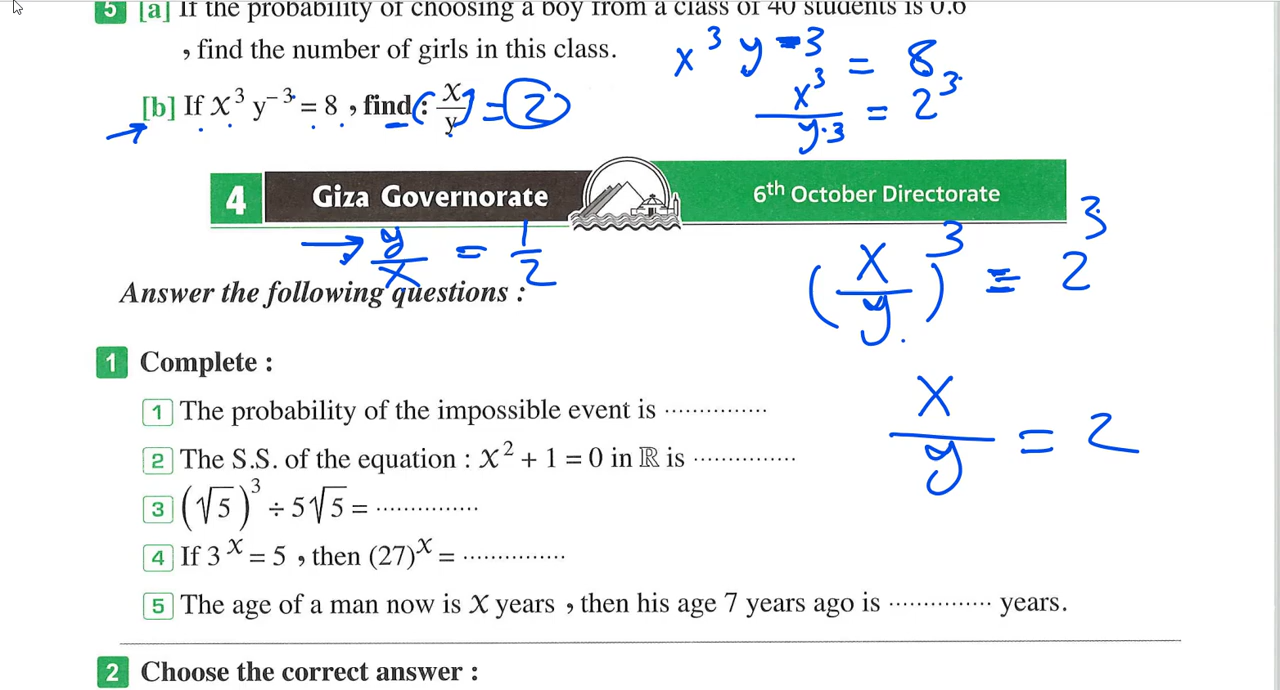 5 [a] If the probability of choosing a boy from a class of 40 students is 0.6
, find the number of girls in this class.
[b] If x³ y⁻³ = 8 , find : ( x/y ) = 2
x³ y⁻³ = 8
x³/y³ = 2³
4 Giza Governorate 6th October Directorate
→ y/x = 1/2
(x/y)³ = 2³
x/y = 2
Answer the following questions :
1 Complete :
1 The probability of the impossible event is ...............
2 The S.S. of the equation : x² + 1 = 0 in ℝ is ...............
3 (√5)³ ÷ 5√5 = ...............
4 If 3ˣ = 5 , then (27)ˣ = ...............
5 The age of a man now is x years , then his age 7 years ago is ............... years.
2 Choose the correct answer :